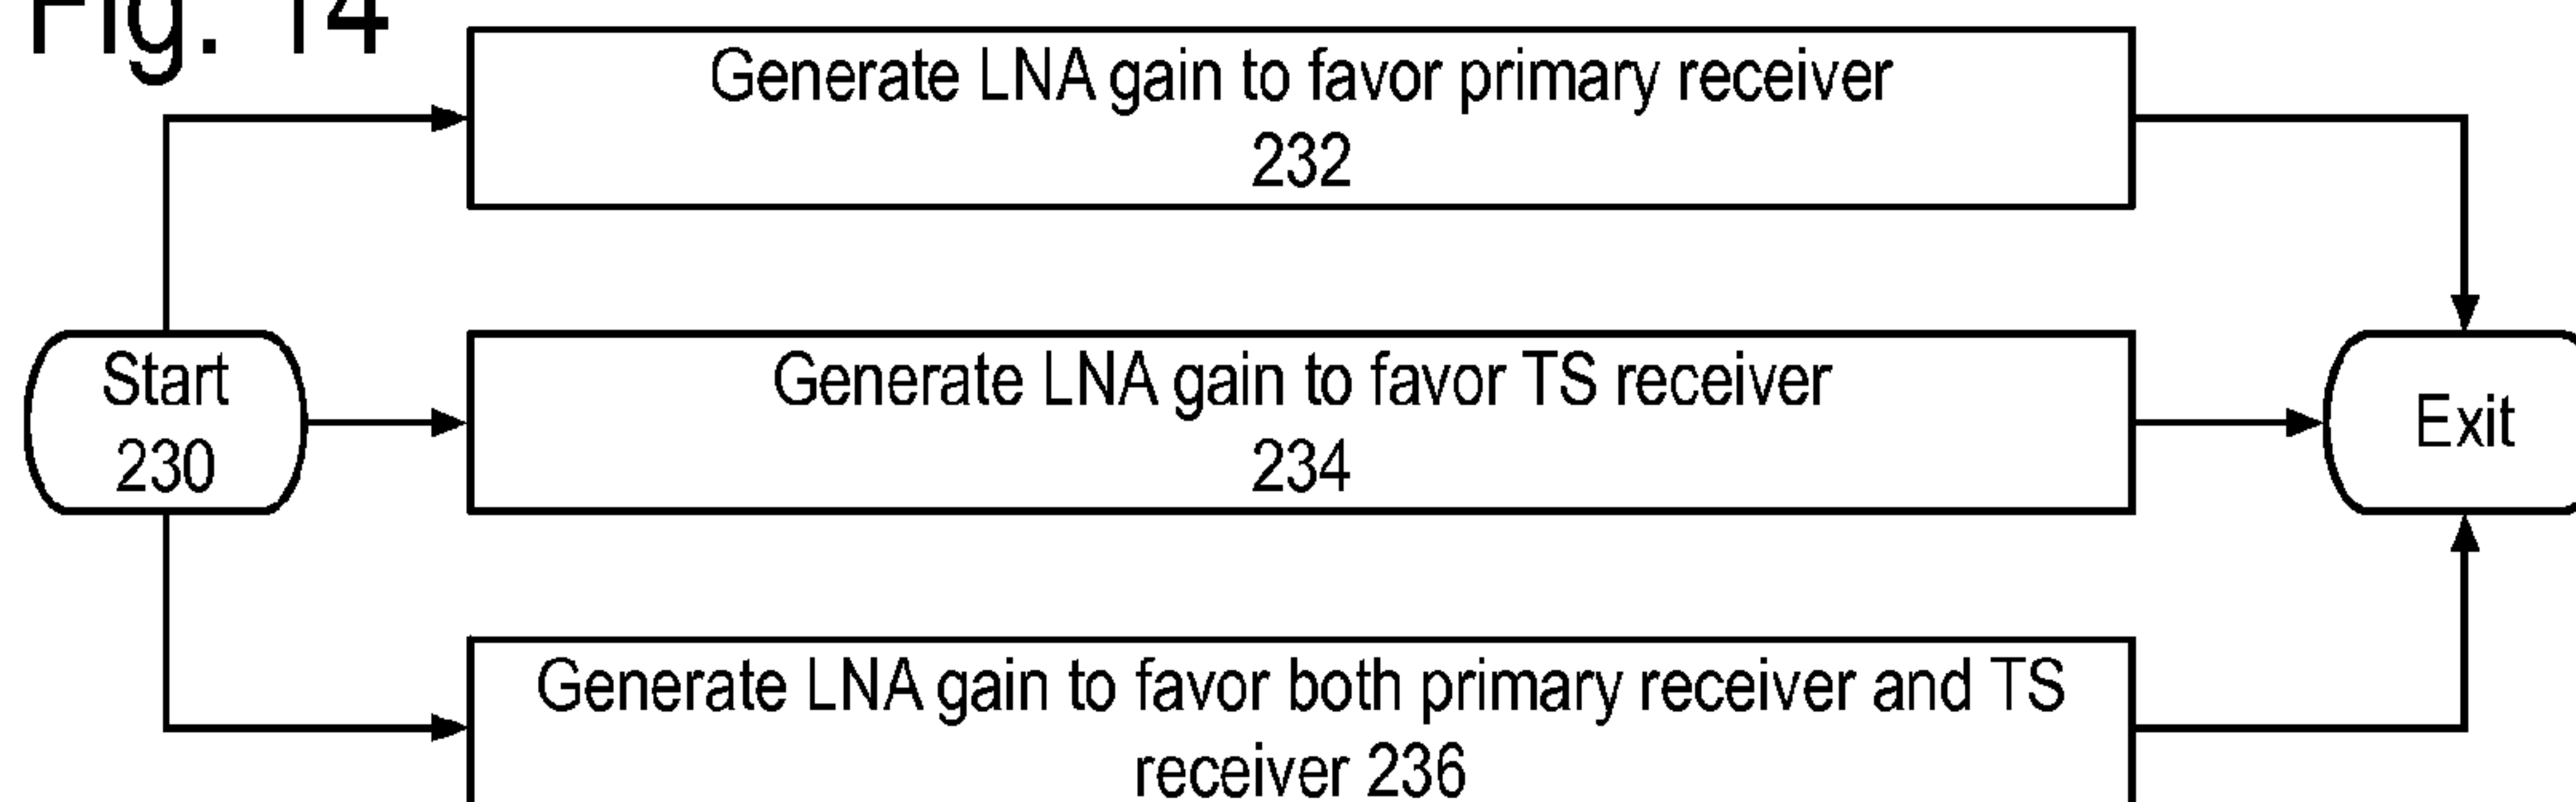 Fig. 14
Generate LNA gain to favor primary receiver
232
Start
230
Generate LNA gain to favor TS receiver
234
Exit
Generate LNA gain to favor both primary receiver and TS
receiver 236